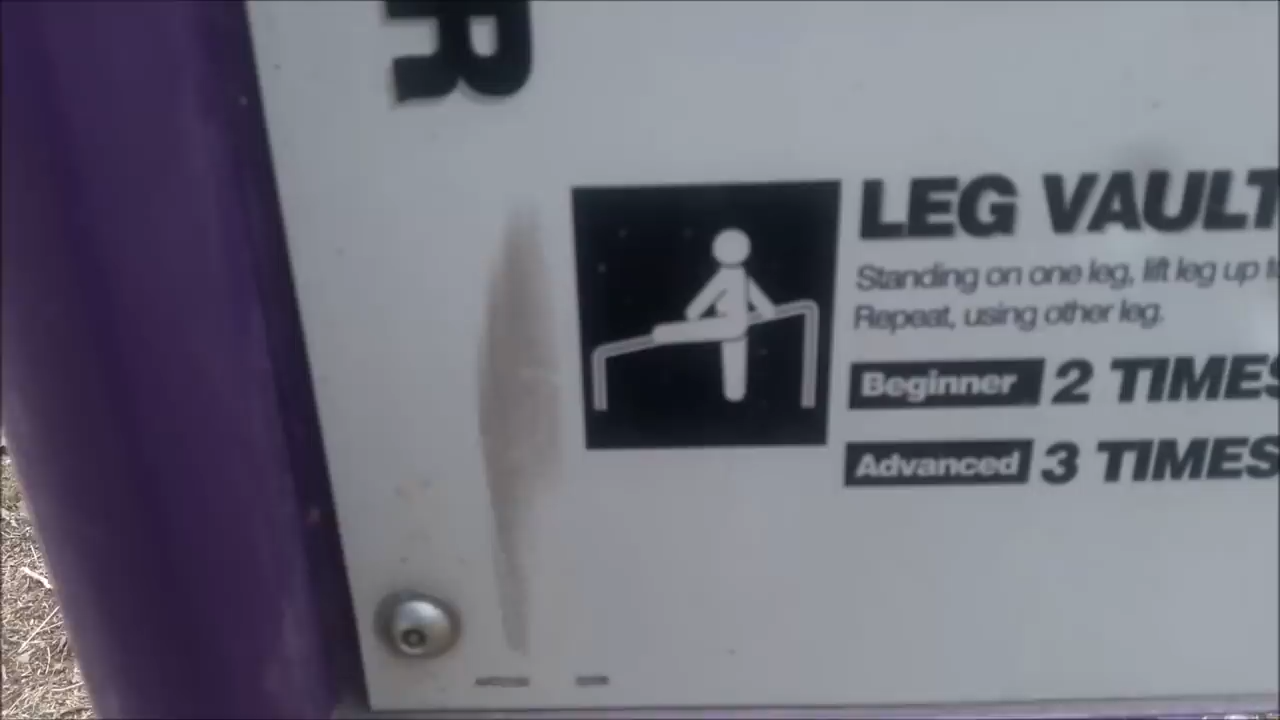 R
LEG VAULT
Standing on one leg, lift leg up
Repeat, using other leg.
Beginner 2 TIMES
Advanced 3 TIMES